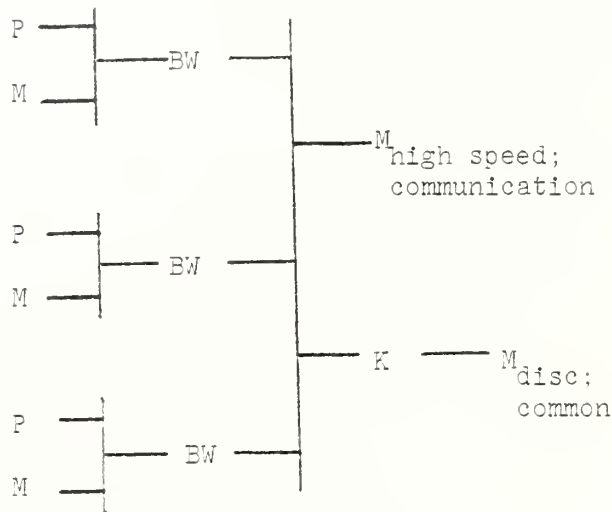 P
BW
M
M high speed;
communication
P
BW
M
K M disc;
common
P
BW
M